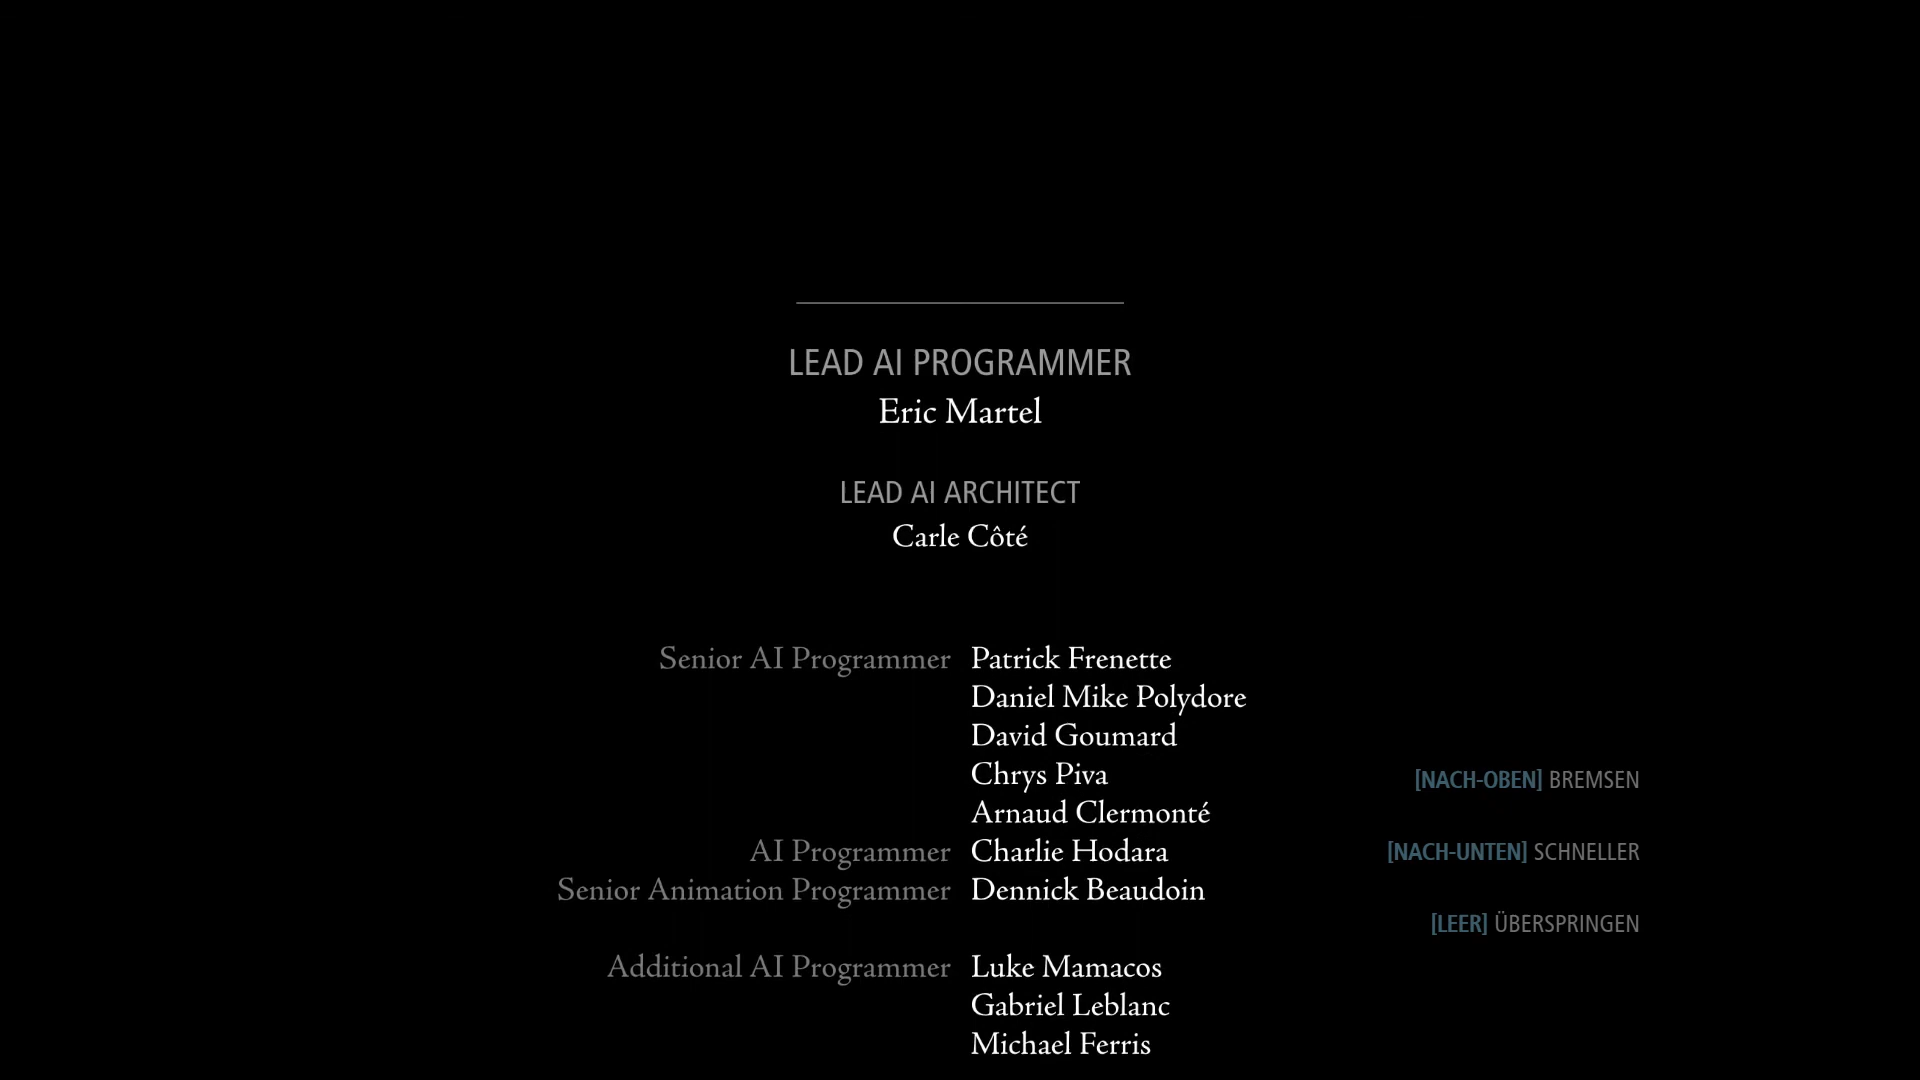 LEAD AI PROGRAMMER
Eric Martel
LEAD AI ARCHITECT
Carle Côté
Senior AI Programmer Patrick Frenette
Daniel Mike Polydore
David Goumard
Chrys Piva
Arnaud Clermonté
AI Programmer Charlie Hodara
Senior Animation Programmer Dennick Beaudoin
Additional AI Programmer Luke Mamacos
Gabriel Leblanc
Michael Ferris
[NACH-OBEN] BREMSEN
[NACH-UNTEN] SCHNELLER
[LEER] ÜBERSPRINGEN